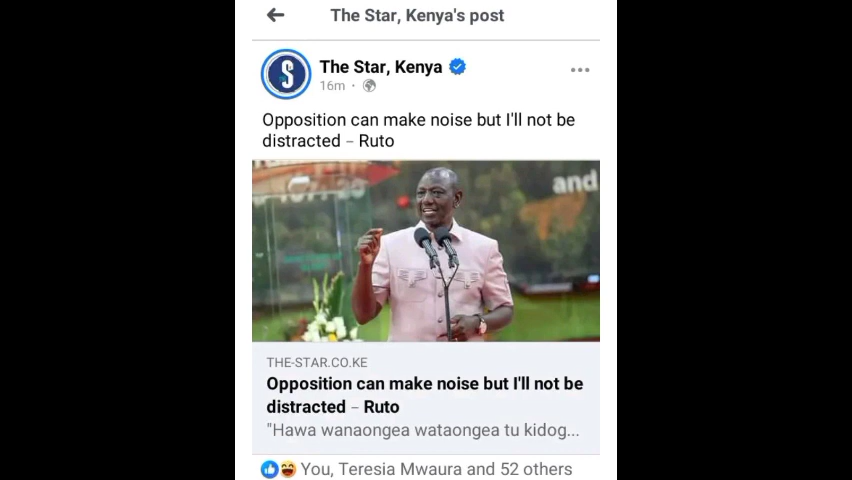 The Star, Kenya's post
The Star, Kenya
16m ·
Opposition can make noise but I'll not be
distracted – Ruto
and
THE-STAR.CO.KE
Opposition can make noise but I'll not be
distracted – Ruto
"Hawa wanaongea wataongea tu kidog...
You, Teresia Mwaura and 52 others